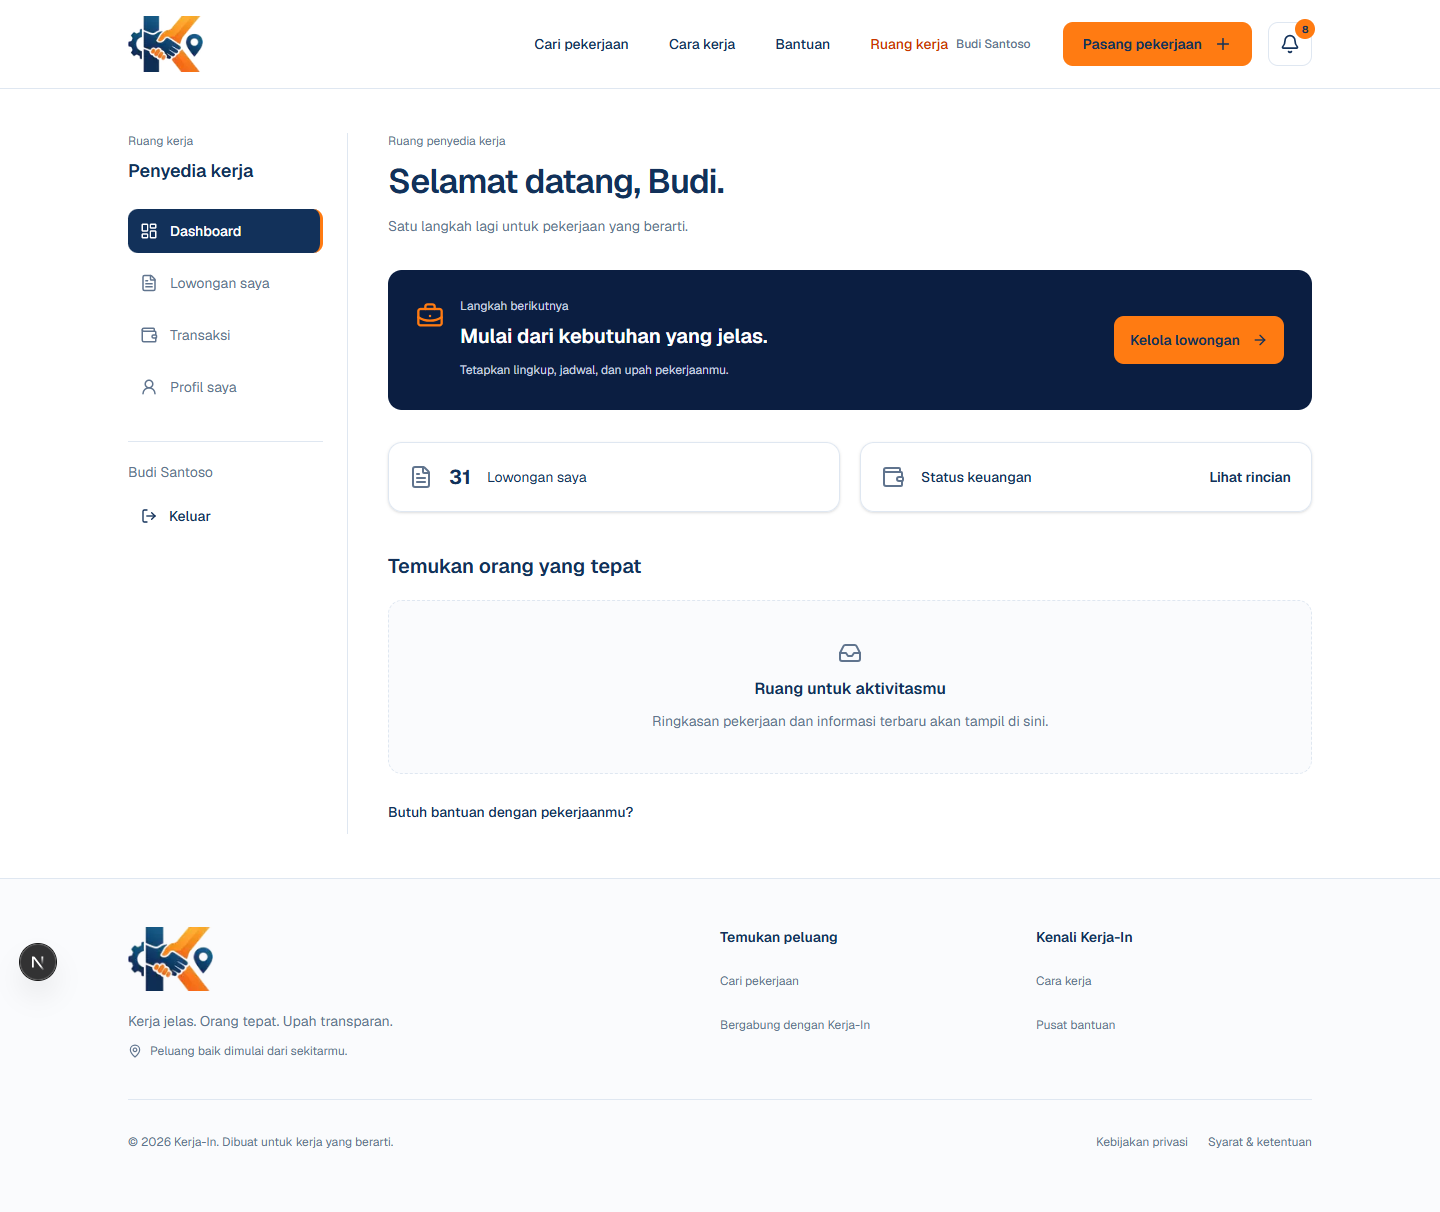 Cari pekerjaan
Cara kerja
Bantuan
Ruang kerja
Budi Santoso
Pasang pekerjaan
8
Ruang kerja
Penyedia kerja
Dashboard
Lowongan saya
Transaksi
Profil saya
Budi Santoso
Keluar
Ruang penyedia kerja
Selamat datang, Budi.
Satu langkah lagi untuk pekerjaan yang berarti.
Langkah berikutnya
Mulai dari kebutuhan yang jelas.
Tetapkan lingkup, jadwal, dan upah pekerjaanmu.
Kelola lowongan
31 Lowongan saya
Status keuangan
Lihat rincian
Temukan orang yang tepat
Ruang untuk aktivitasmu
Ringkasan pekerjaan dan informasi terbaru akan tampil di sini.
Butuh bantuan dengan pekerjaanmu?
N
Kerja jelas. Orang tepat. Upah transparan.
Peluang baik dimulai dari sekitarmu.
Temukan peluang
Cari pekerjaan
Bergabung dengan Kerja-In
Kenali Kerja-In
Cara kerja
Pusat bantuan
© 2026 Kerja-In. Dibuat untuk kerja yang berarti.
Kebijakan privasi
Syarat & ketentuan